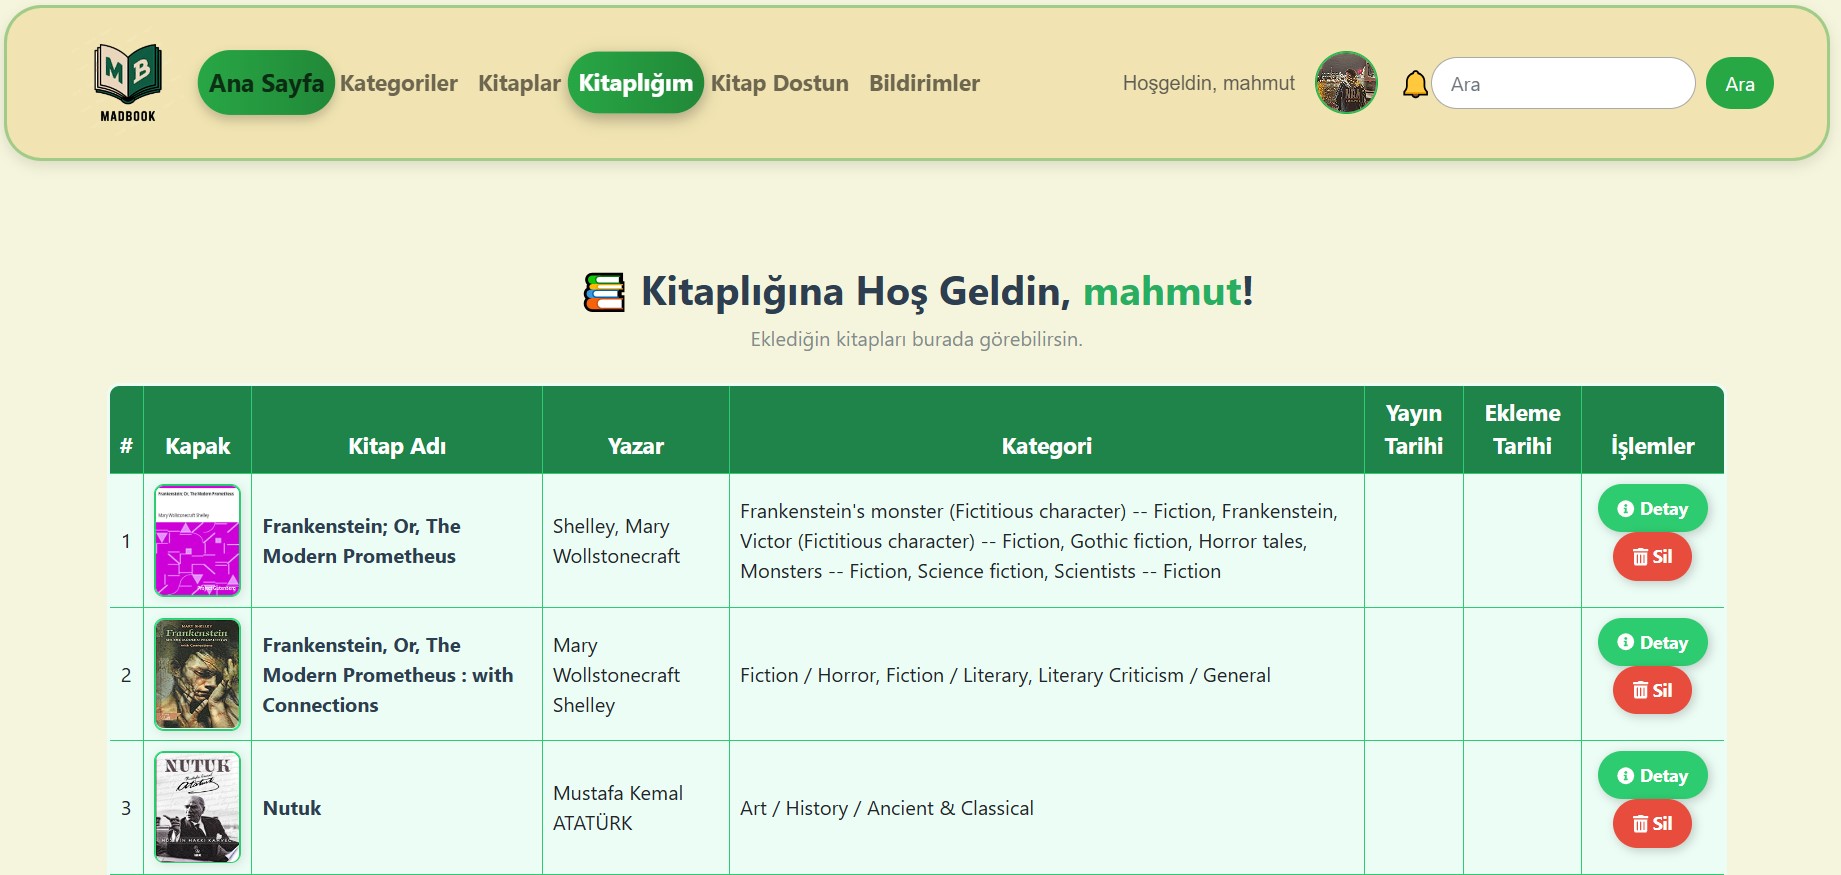 MB
MADBOOK
Ana Sayfa Kategoriler Kitaplar Kitaplığım Kitap Dostun Bildirimler
Hoşgeldin, mahmut
Ara
Ara
Kitaplığına Hoş Geldin, mahmut!
Eklediğin kitapları burada görebilirsin.
# Kapak Kitap Adı Yazar Kategori Yayın Tarihi Ekleme Tarihi İşlemler
1
Frankenstein; Or, The Modern Prometheus
Mary Wollstonecraft Shelley
Project Gutenberg
Frankenstein; Or, The
Modern Prometheus
Shelley, Mary
Wollstonecraft
Frankenstein's monster (Fictitious character) -- Fiction, Frankenstein,
Victor (Fictitious character) -- Fiction, Gothic fiction, Horror tales,
Monsters -- Fiction, Science fiction, Scientists -- Fiction
Detay
Sil
2
MARY SHELLEY
Frankenstein
with Connections
Frankenstein, Or, The
Modern Prometheus : with
Connections
Mary
Wollstonecraft
Shelley
Fiction / Horror, Fiction / Literary, Literary Criticism / General
Detay
Sil
3
NUTUK
Nutuk
Mustafa Kemal
ATATÜRK
Art / History / Ancient & Classical
Detay
Sil